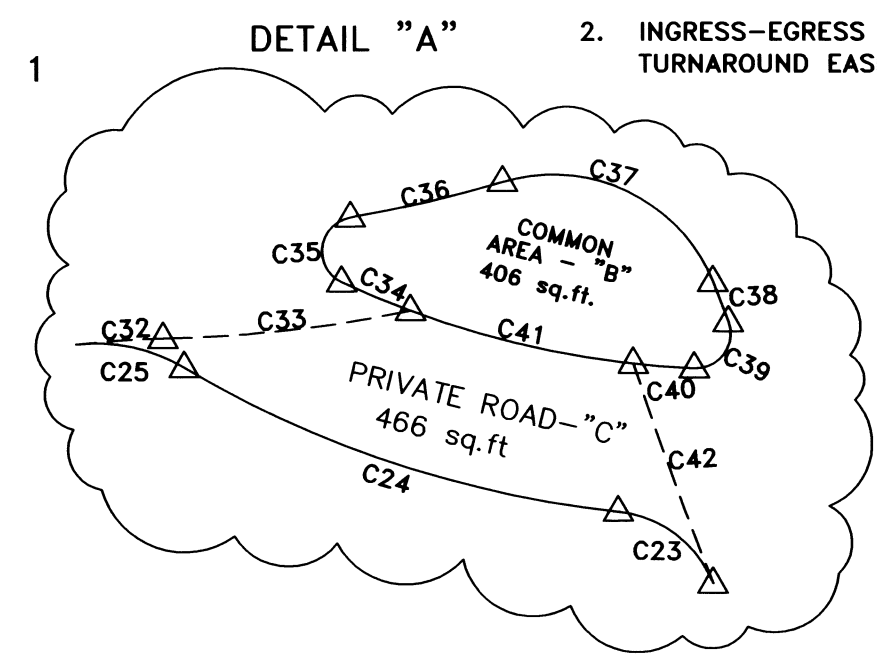 DETAIL "A"
2. INGRESS-EGRESS
TURNAROUND EAS
1
C37
C36
COMMON
AREA - "B"
406 sq.ft.
C35
C34
C38
C33
C32
C41
C39
C25
C40
PRIVATE ROAD-"C"
466 sq.ft
C42
C24
C23